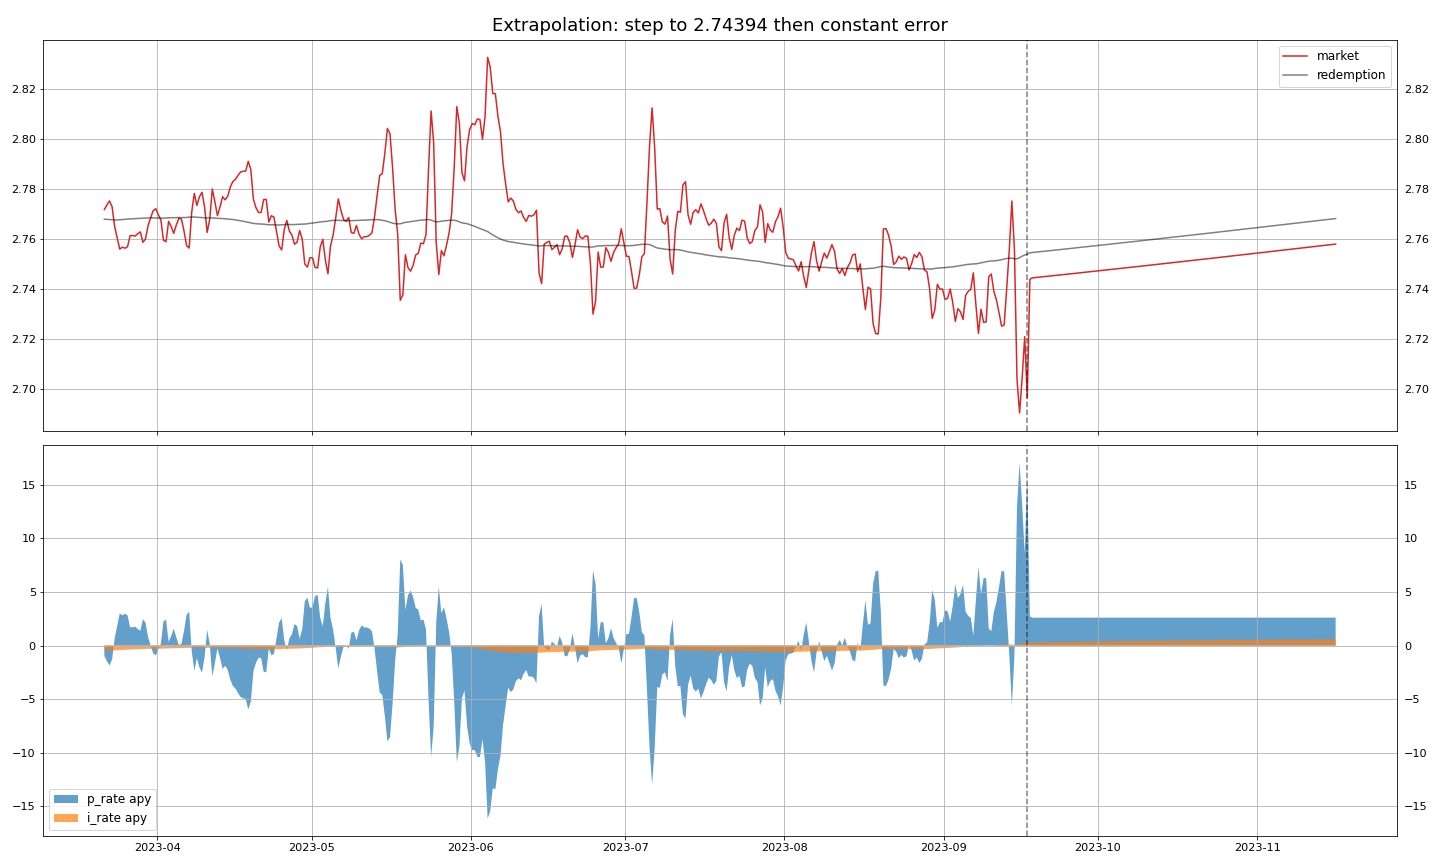 Extrapolation: step to 2.74394 then constant error
market
redemption
2.82 2.82
2.80 2.80
2.78 2.78
2.76 2.76
2.74 2.74
2.72 2.72
2.70 2.70
15 15
10 10
5 5
0 0
−5 −5
−10 −10
−15 −15
p_rate apy
i_rate apy
2023-04 2023-05 2023-06 2023-07 2023-08 2023-09 2023-10 2023-11